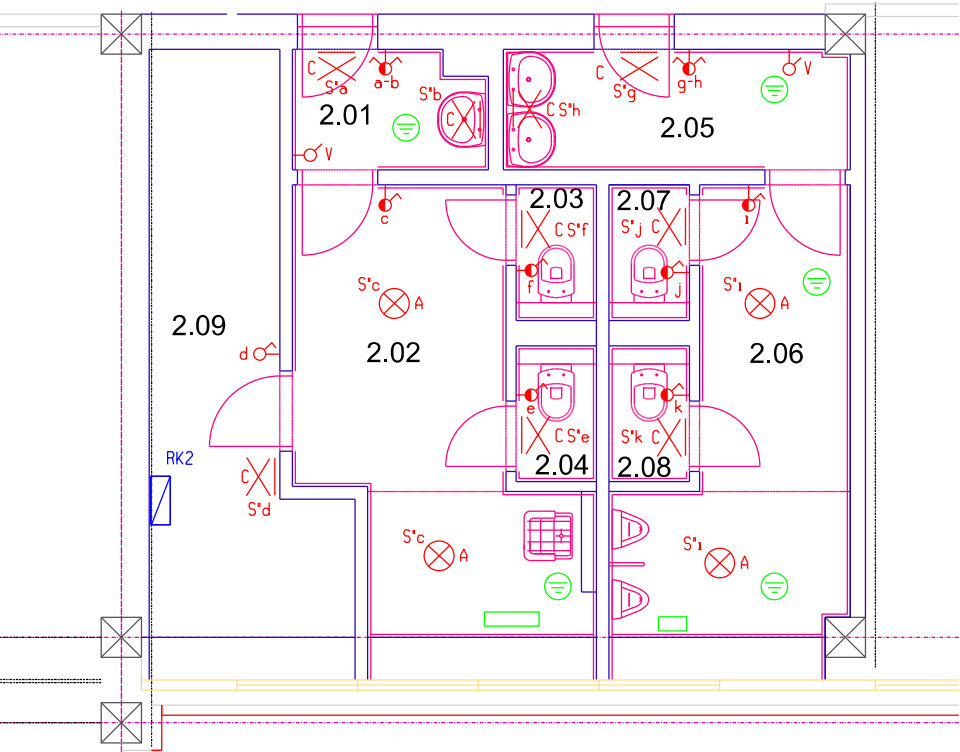 C
S"a
a-b
S"b
C
2.01
V
C
S"g
g-h
V
C S"h
2.05
c
2.03
C S"f
f
2.07
S"j C
j
ı
S"c
A
S"ı
A
2.09
d
2.02
2.06
e
C S"e
2.04
k
S"k C
2.08
RK2
C
S"d
S"c
A
S"ı
A